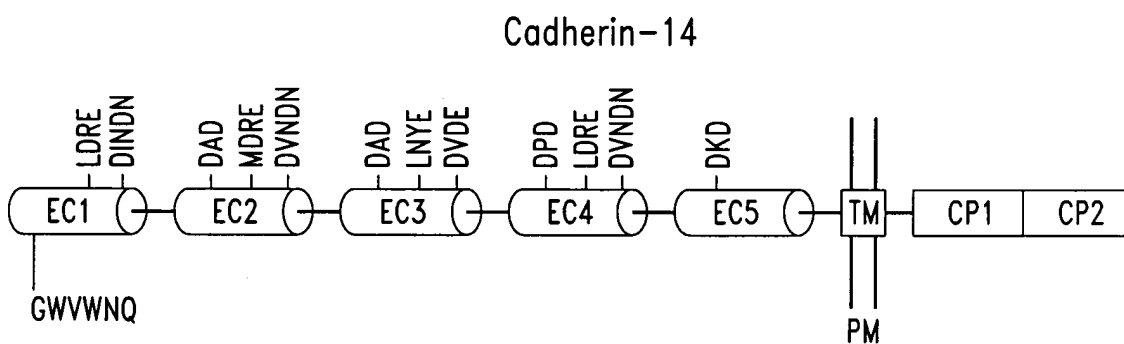 Cadherin-14
LDRE
DINDN
DAD
MDRE
DVNDN
DAD
LNYE
DVDE
DPD
LDRE
DVNDN
DKD
EC1
EC2
EC3
EC4
EC5
TM
CP1
CP2
GWVWNQ
PM